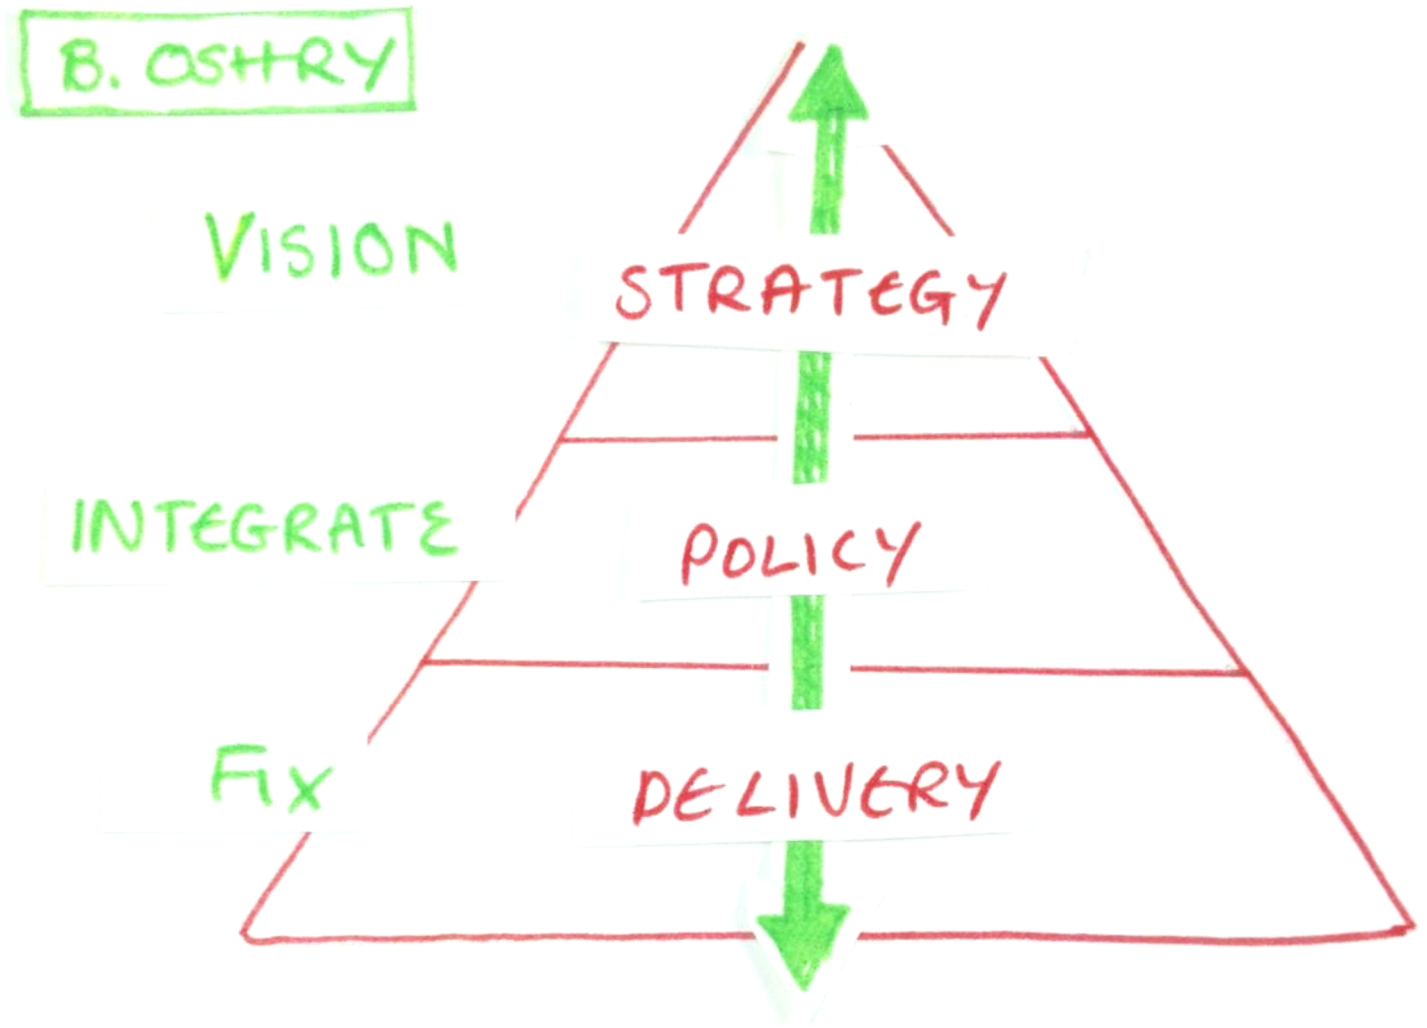 B. OSHRY
VISION
STRATEGY
INTEGRATE
POLICY
FIX
DELIVERY